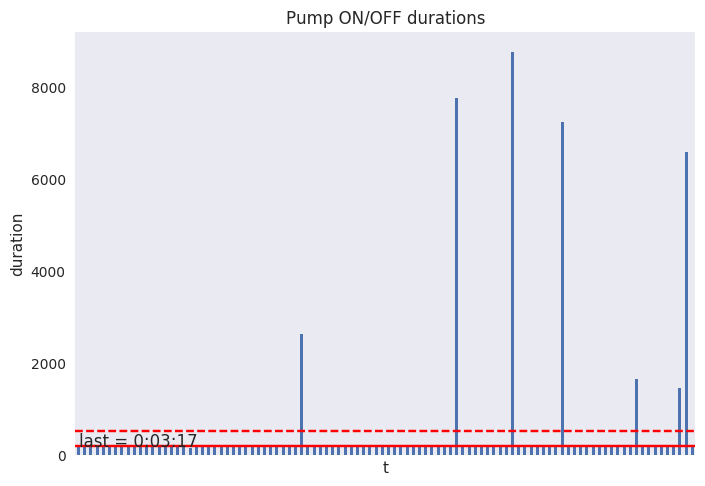 Pump ON/OFF durations
duration
8000
6000
4000
2000
0
last = 0:03:17
t